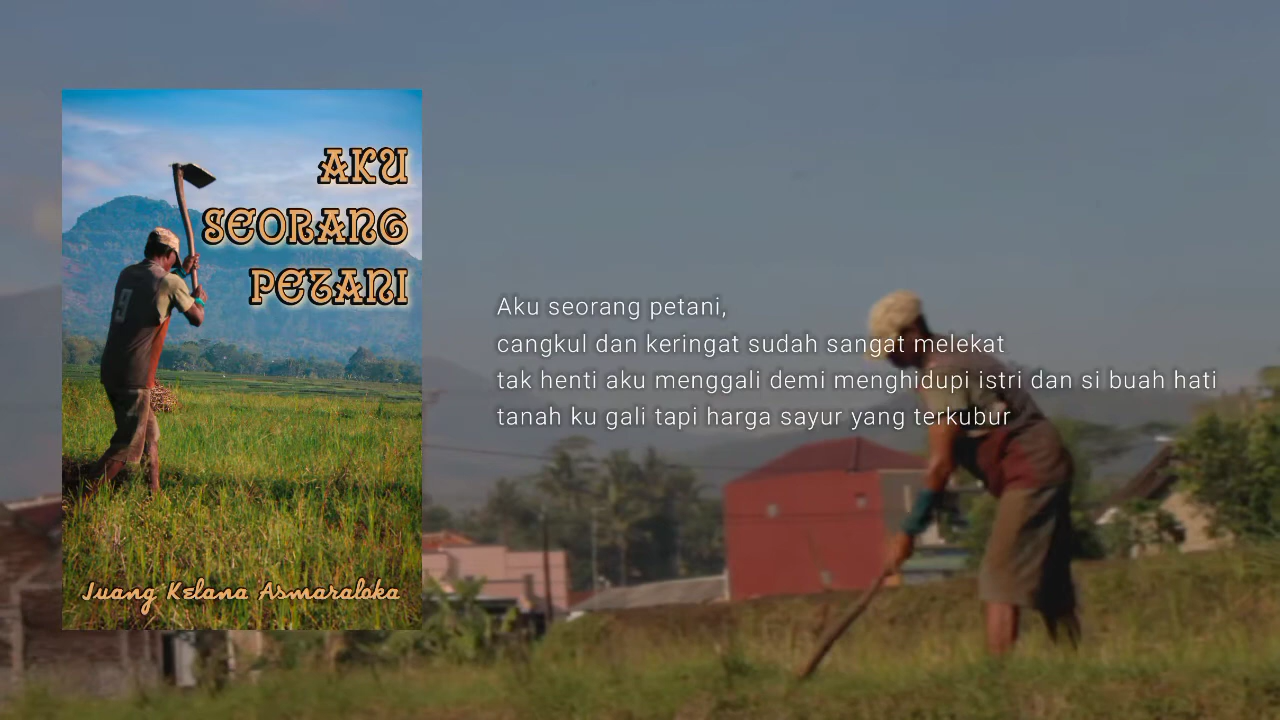 AKU
SEORANG
PETANI
9
Juang Kelana Asmaraloka
Aku seorang petani,
cangkul dan keringat sudah sangat melekat
tak henti aku menggali demi menghidupi istri dan si buah hati
tanah ku gali tapi harga sayur yang terkubur